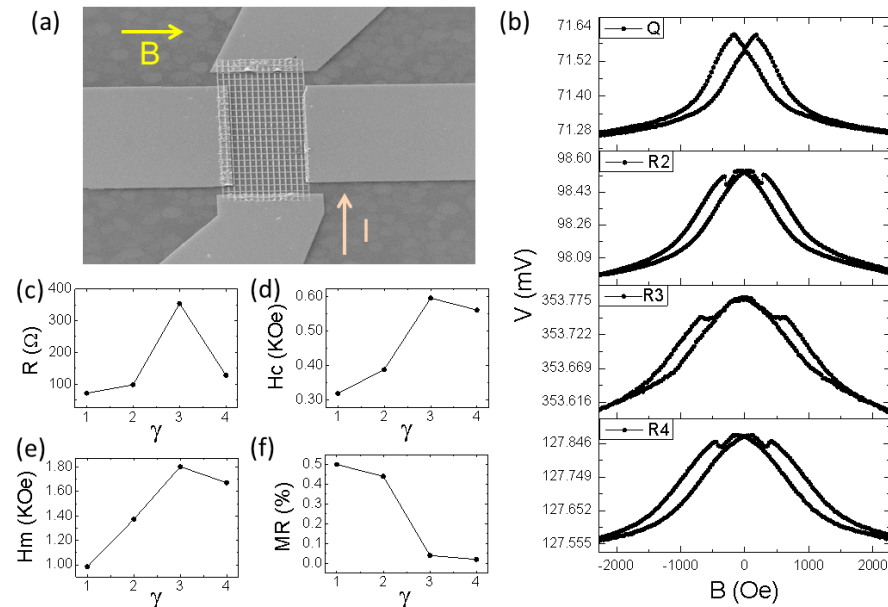 (a)
B
I
(b)
Q
71.64
71.52
71.40
71.28
R2
98.60
98.43
98.26
98.09
R3
353.775
353.722
353.669
353.616
R4
127.846
127.749
127.652
127.555
V (mV)
-2000 -1000 0 1000 2000
B (Oe)
(c)
400
300
200
100
R (Ω)
1 2 3 4
γ
(d)
0.60
0.50
0.40
0.30
Hc (KOe)
1 2 3 4
γ
(e)
1.80
1.60
1.40
1.20
1.00
Hm (KOe)
1 2 3 4
γ
(f)
0.5
0.4
0.3
0.2
0.1
0.0
MR (%)
1 2 3 4
γ